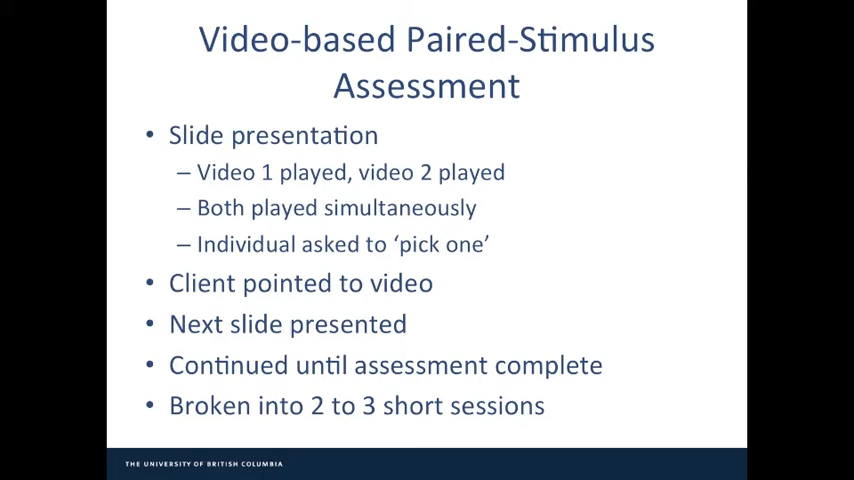 Video-based Paired-Stimulus
Assessment
• Slide presentation
– Video 1 played, video 2 played
– Both played simultaneously
– Individual asked to ‘pick one’
• Client pointed to video
• Next slide presented
• Continued until assessment complete
• Broken into 2 to 3 short sessions
THE UNIVERSITY OF BRITISH COLUMBIA